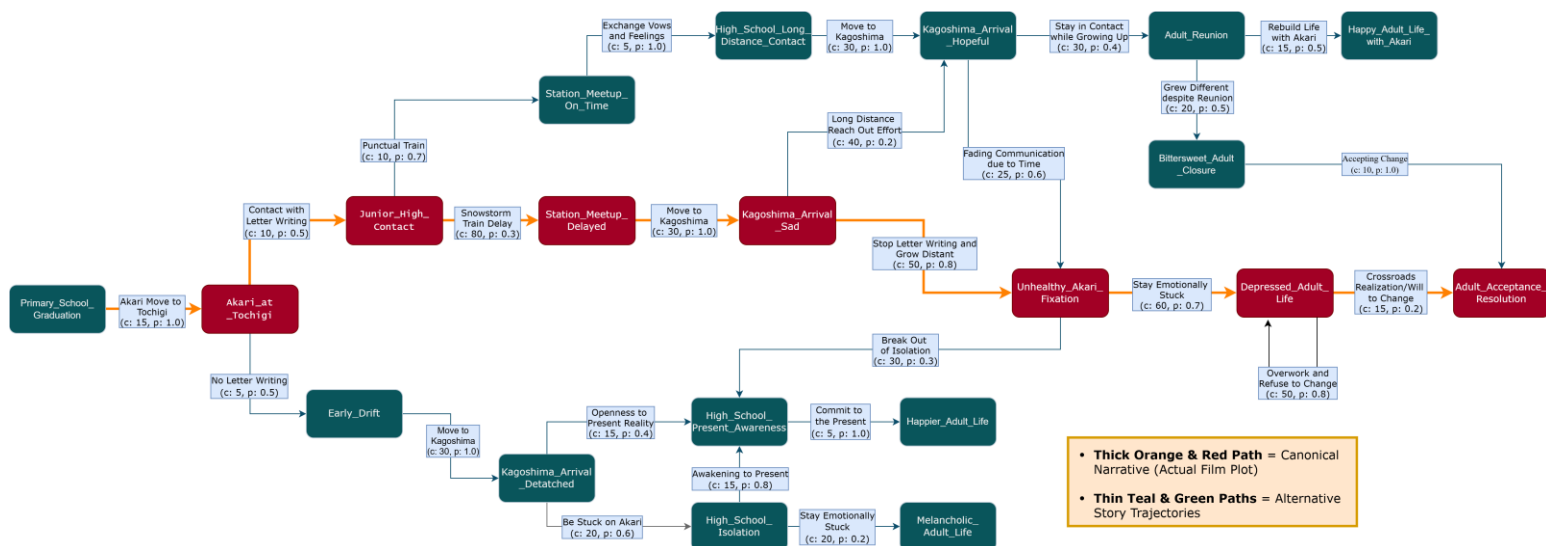 Exchange Vows
and Feelings
(c: 5, p: 1.0)
High_School_Long_
Distance_Contact
Move to
Kagoshima
(c: 30, p: 1.0)
Kagoshima_Arrival
_Hopeful
Stay in Contact
while Growing Up
(c: 30, p: 0.4)
Adult_Reunion
Rebuild Life
with Akari
(c: 15, p: 0.5)
Happy_Adult_Life_
with_Akari
Station_Meetup_
On_Time
Grew Different
despite Reunion
(c: 20, p: 0.5)
Long Distance
Reach Out Effort
(c: 40, p: 0.2)
Punctual Train
(c: 10, p: 0.7)
Fading Communication
due to Time
(c: 25, p: 0.6)
Bittersweet_Adult
_Closure
Accepting Change
(c: 10, p: 1.0)
Contact with
Letter Writing
(c: 10, p: 0.5)
Junior_High_
Contact
Snowstorm
Train Delay
(c: 80, p: 0.3)
Station_Meetup_
Delayed
Move to
Kagoshima
(c: 30, p: 1.0)
Kagoshima_Arrival
_Sad
Stop Letter Writing and
Grow Distant
(c: 50, p: 0.8)
Primary_School_
Graduation
Akari Move to
Tochigi
(c: 15, p: 1.0)
Akari_at
_Tochigi
Unhealthy_Akari_
Fixation
Stay Emotionally
Stuck
(c: 60, p: 0.7)
Depressed_Adult_
Life
Crossroads
Realization/Will
to Change
(c: 15, p: 0.2)
Adult_Acceptance_
Resolution
Break Out
of Isolation
(c: 30, p: 0.3)
Overwork and
Refuse to Change
(c: 50, p: 0.8)
No Letter Writing
(c: 5, p: 0.5)
Early_Drift
Move to
Kagoshima
(c: 30, p: 1.0)
Openness to
Present Reality
(c: 15, p: 0.4)
High_School_
Present_Awareness
Commit to
the Present
(c: 5, p: 1.0)
Happier_Adult_Life
Kagoshima_Arrival
_Detatched
Awakening to Present
(c: 15, p: 0.8)
Be Stuck on Akari
(c: 20, p: 0.6)
High_School_
Isolation
Stay Emotionally
Stuck
(c: 20, p: 0.2)
Melancholic_
Adult_Life
• Thick Orange & Red Path = Canonical
Narrative (Actual Film Plot)
• Thin Teal & Green Paths = Alternative
Story Trajectories